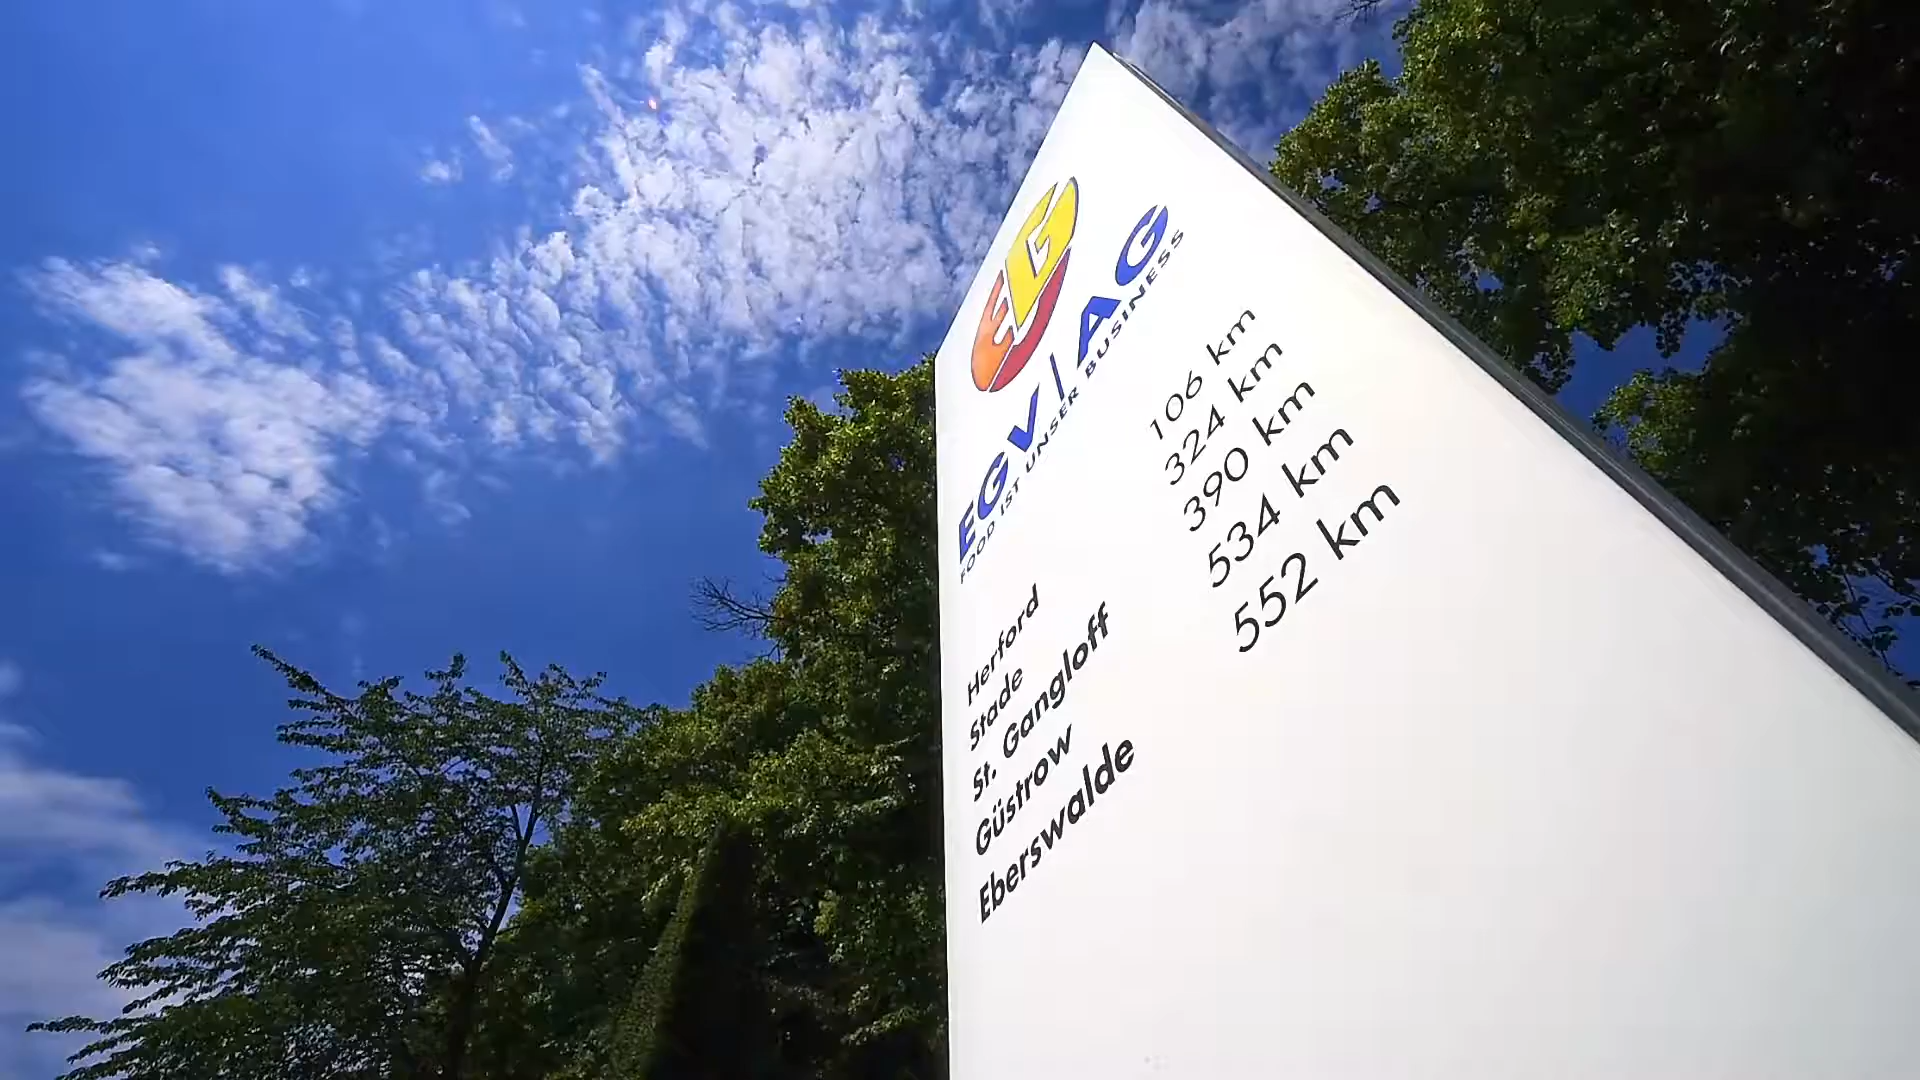 EG
EGV | AG
FOOD IST UNSER BUSINESS
Herford 106 km
Stade 324 km
St. Gangloff 390 km
Güstrow 534 km
Eberswalde 552 km